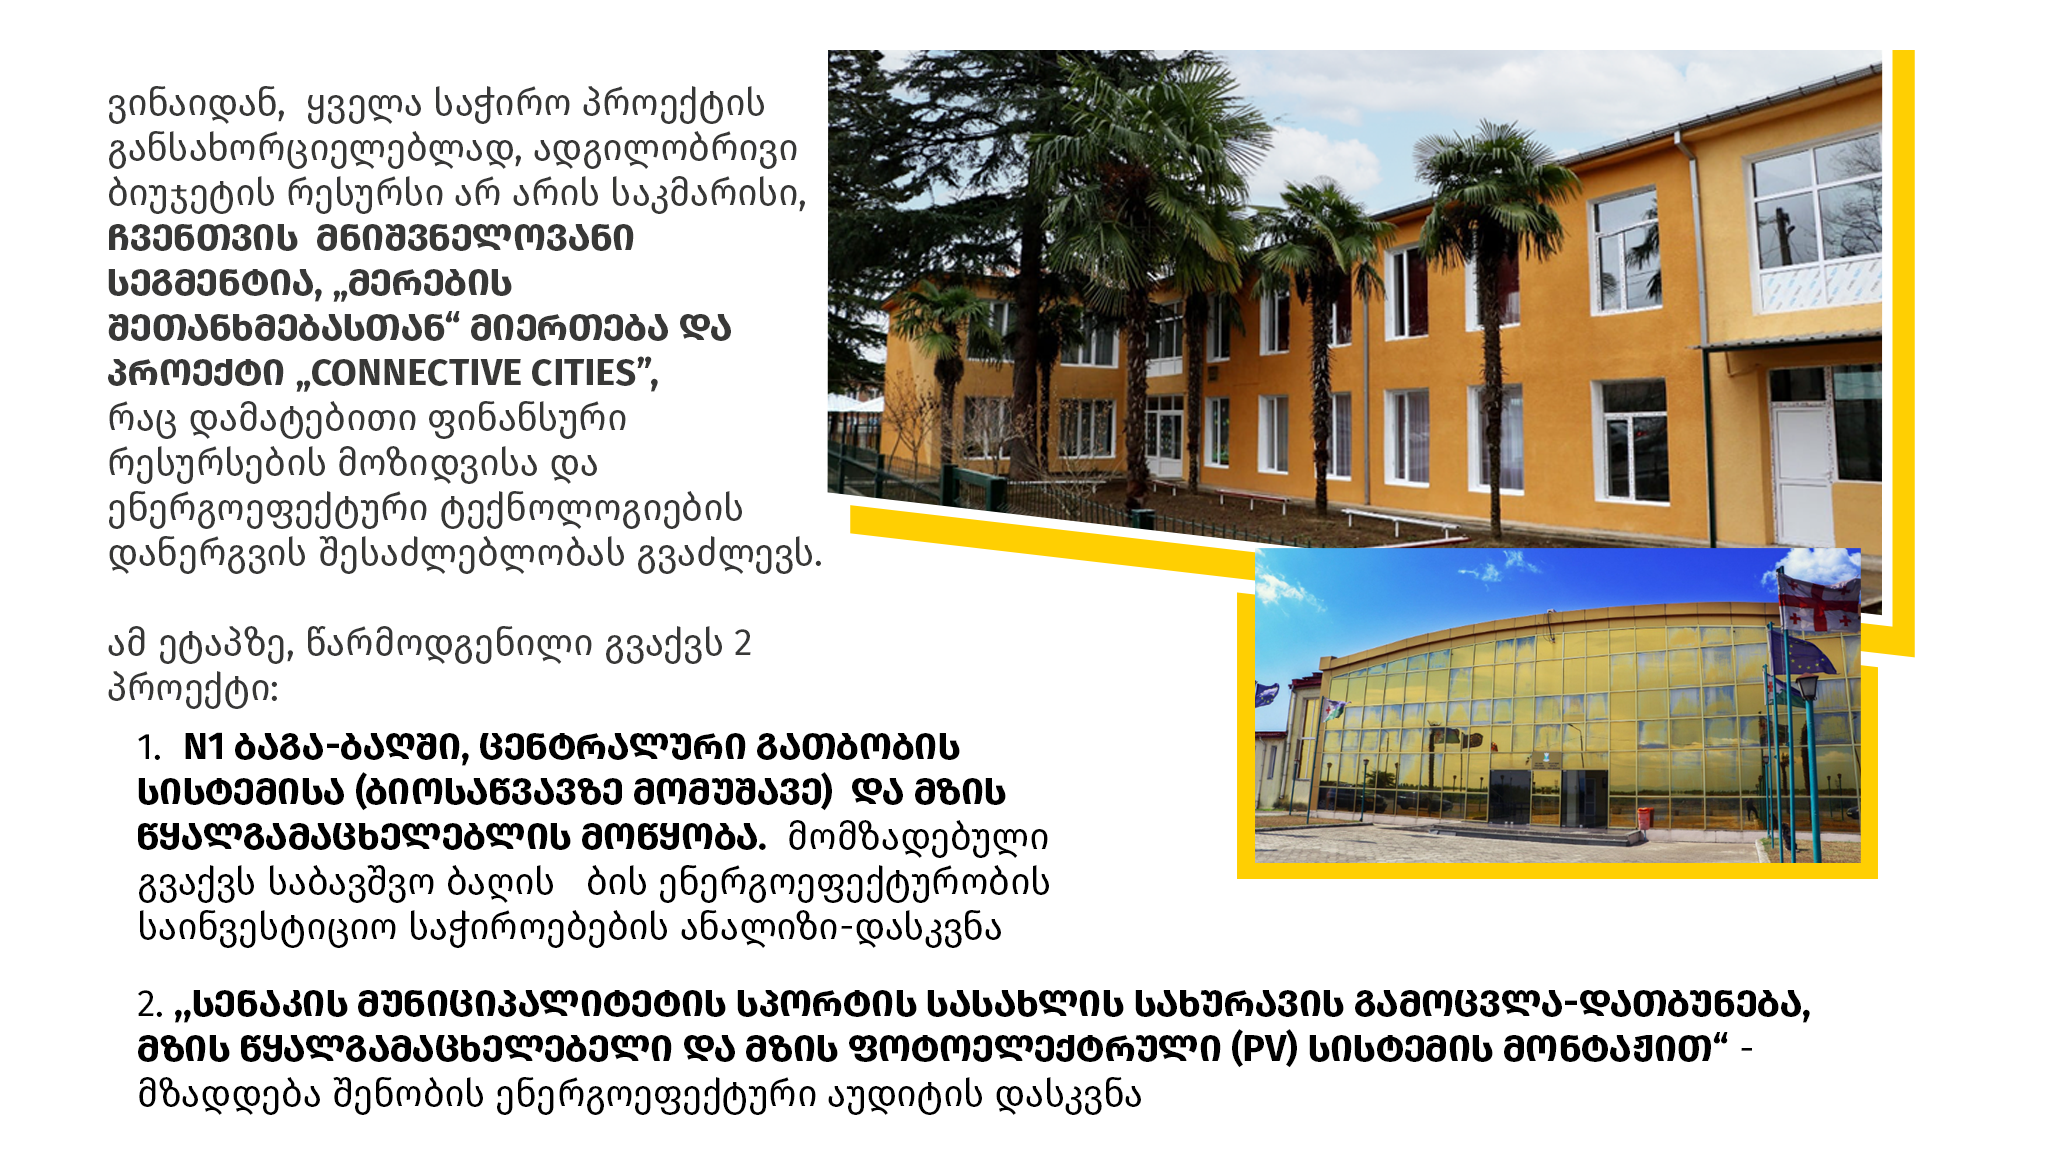 ვინაიდან,  ყველა საჭირო პროექტის
განსახორციელებლად, ადგილობრივი
ბიუჯეტის რესურსი არ არის საკმარისი,
ჩვენთვის  მნიშვნელოვანი
სეგმენტია, „მერების
შეთანხმებასთან“ მიერთება და
პროექტი „CONNECTIVE CITIES”,
რაც დამატებითი ფინანსური
რესურსების მოზიდვისა და
ენერგოეფექტური ტექნოლოგიების
დანერგვის შესაძლებლობას გვაძლევს.
ამ ეტაპზე, წარმოდგენილი გვაქვს 2
პროექტი:
1.  N1 ბაგა-ბაღში, ცენტრალური გათბობის
სისტემისა (ბიოსაწვავზე მომუშავე)  და მზის
წყალგამაცხელებლის მოწყობა.  მომზადებული
გვაქვს საბავშვო ბაღის   ბის ენერგოეფექტურობის
საინვესტიციო საჭიროებების ანალიზი-დასკვნა
2. ,,სენაკის მუნიციპალიტეტის სპორტის სასახლის სახურავის გამოცვლა-დათბუნება,
მზის წყალგამაცხელებელი და მზის ფოტოელექტრული (PV) სისტემის მონტაჟით“ -
მზადდება შენობის ენერგოეფექტური აუდიტის დასკვნა